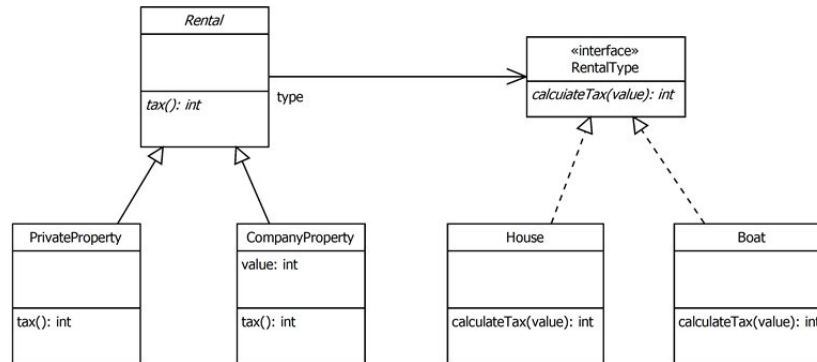 Rental
tax(): int
type
«interface»
RentalType
calcuiateTax(value): int
PrivateProperty
tax(): int
CompanyProperty
value: int
tax(): int
House
calculateTax(value): int
Boat
calculateTax(value): int